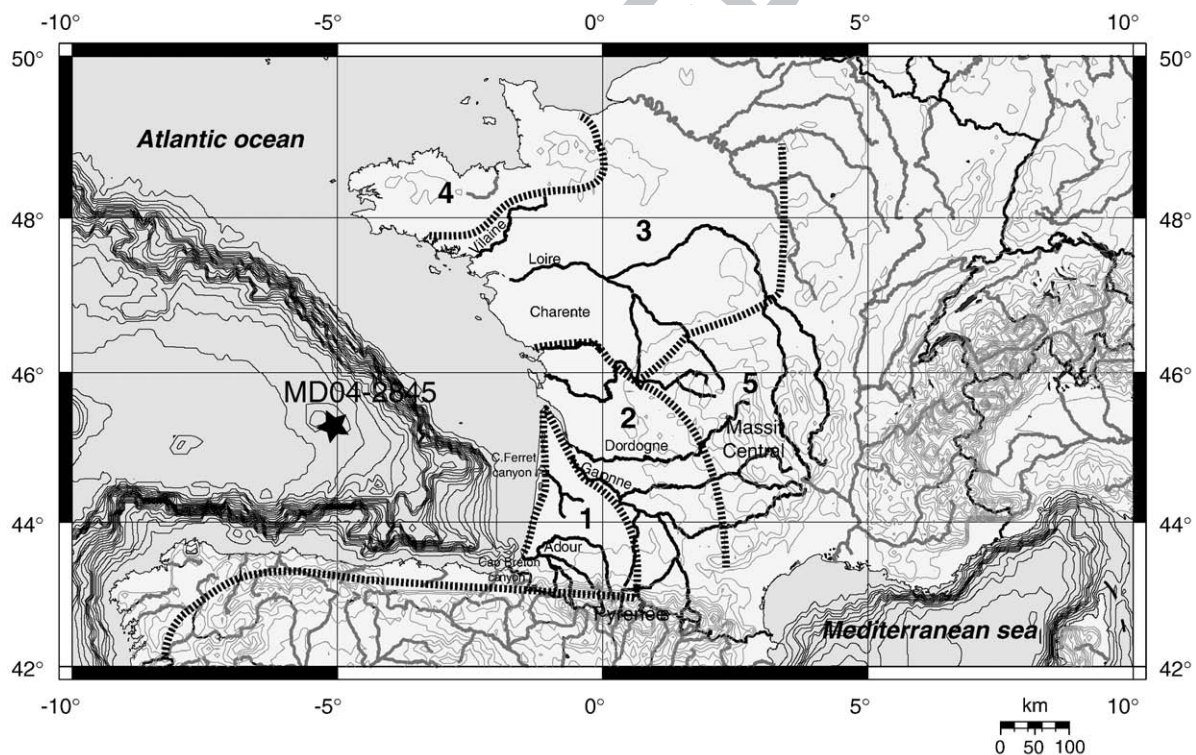 -10° -5° 0° 5° 10°
50° 50°
Atlantic ocean
4
48° 48°
3
Vilaine
Loire
Charente
46° 46°
5
MD04-2845
2
Massif
Central
Dordogne
C.Ferret
canyon
Garonne
44° 44°
1
Adour
Cap Breton
canyon
Pyrenées
Mediterranean sea
42° 42°
-10° -5° 0° 5° 10°
km
0 50 100